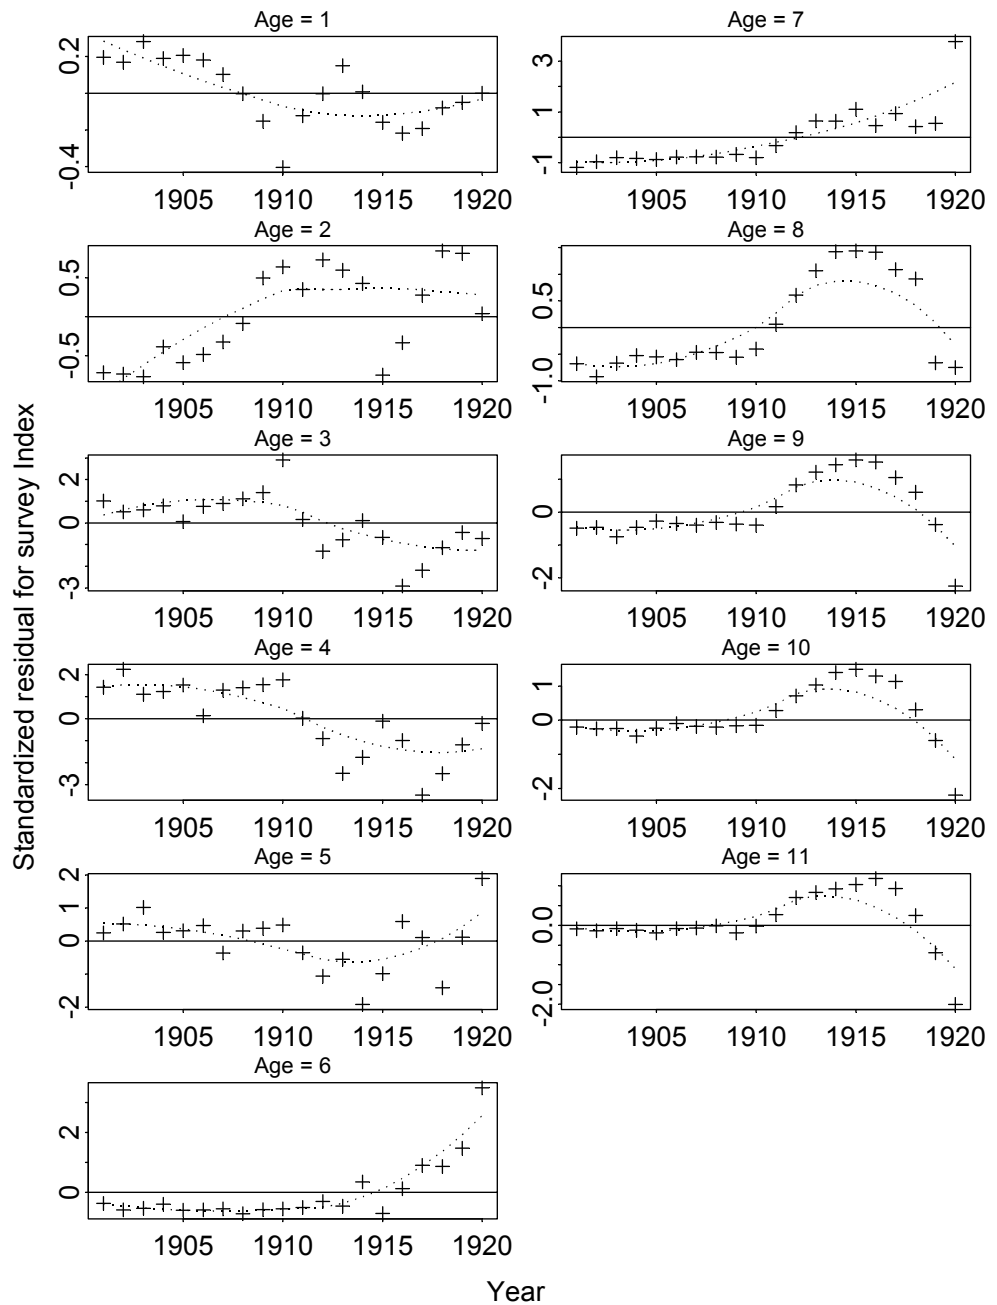 Age = 1
0.2
-0.4
1905 1910 1915 1920
Age = 2
0.5
-0.5
1905 1910 1915 1920
Age = 3
2
0
-3
1905 1910 1915 1920
Age = 4
2
0
-3
1905 1910 1915 1920
Age = 5
2
1
0
-2
1905 1910 1915 1920
Age = 6
2
0
1905 1910 1915 1920
Age = 7
3
1
-1
1905 1910 1915 1920
Age = 8
0.5
-1.0
1905 1910 1915 1920
Age = 9
0
-2
1905 1910 1915 1920
Age = 10
1
0
-2
1905 1910 1915 1920
Age = 11
0.0
-2.0
1905 1910 1915 1920
Standardized residual for survey Index
Year